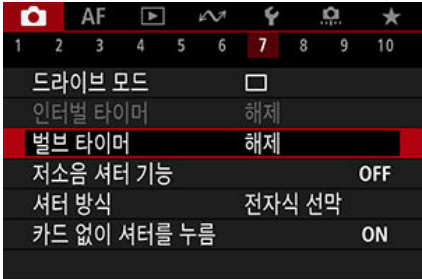 AF
1 2 3 4 5 6 7 8 9 10
드라이브 모드
인터벌 타이머 해제
벌브 타이머 해제
저소음 셔터 기능 OFF
셔터 방식 전자식 선막
카드 없이 셔터를 누름 ON